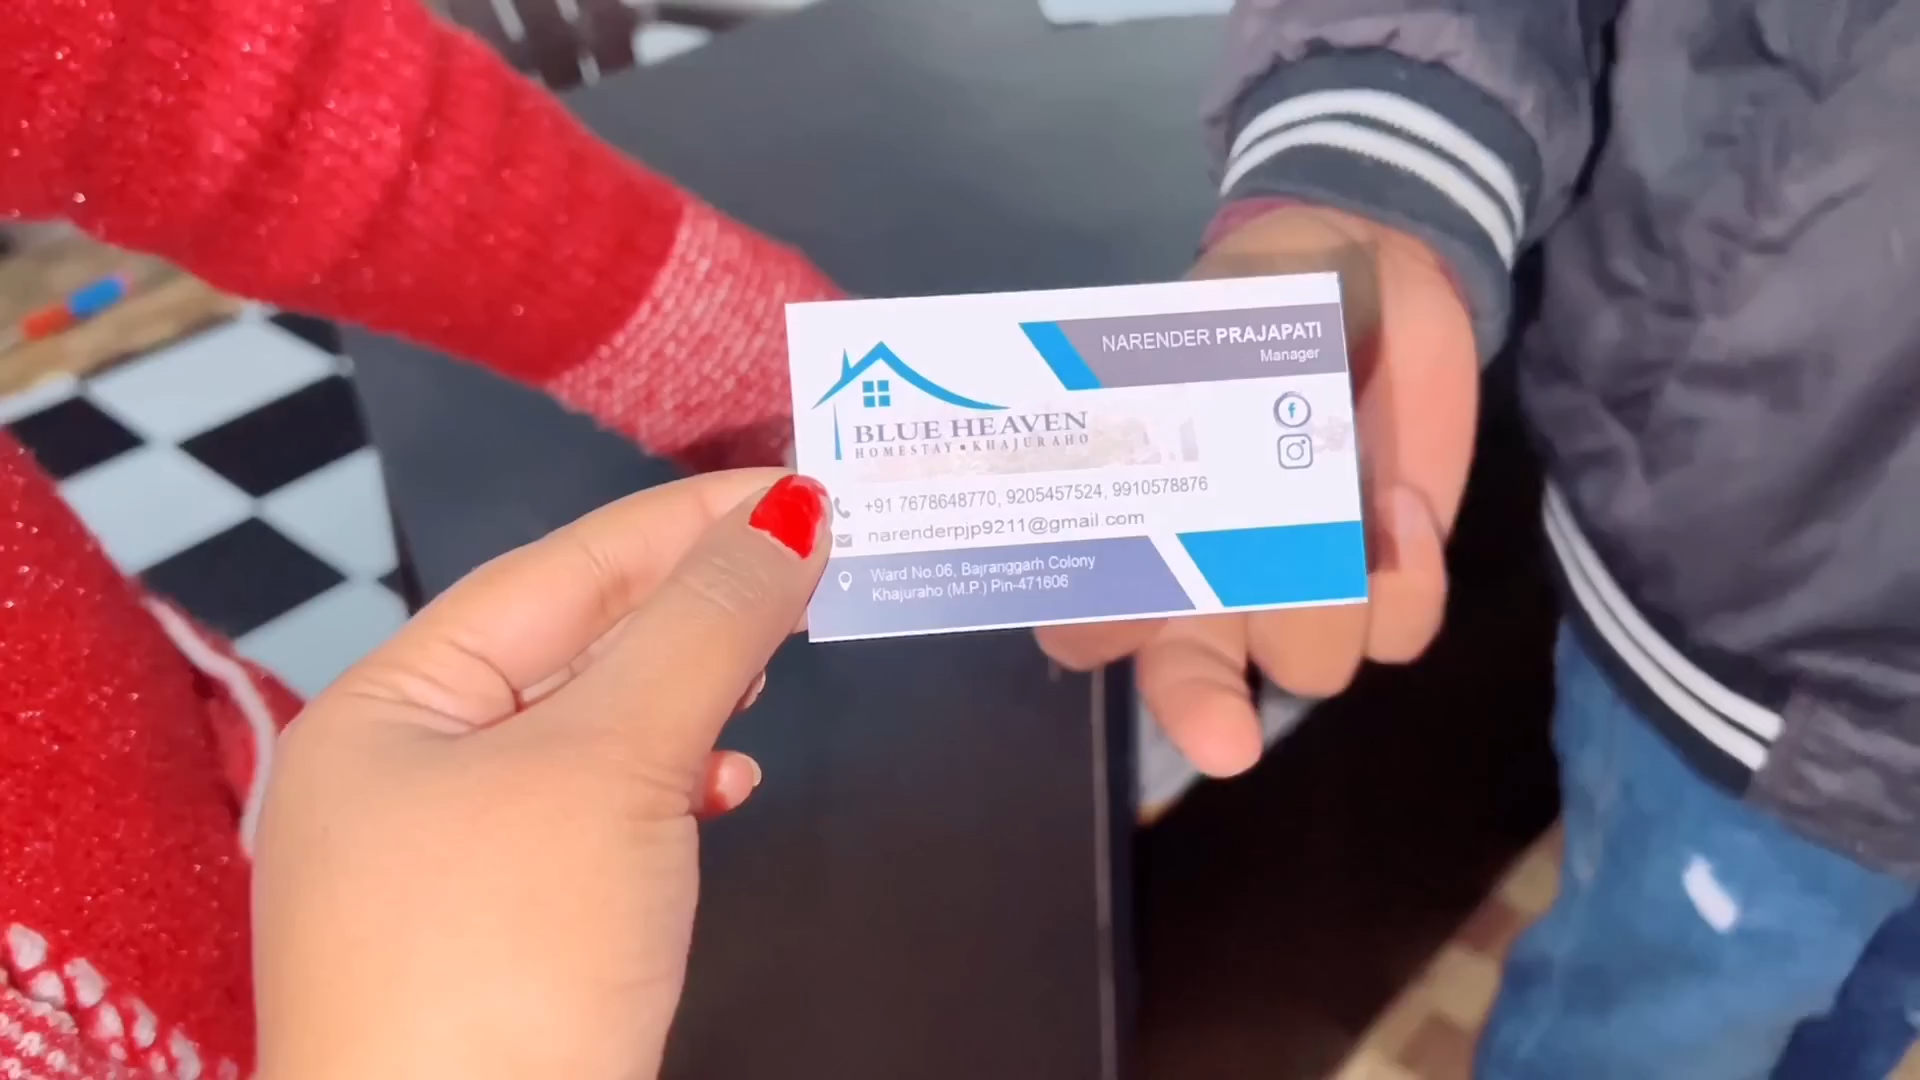 NARENDER PRAJAPATI
Manager
BLUE HEAVEN
HOMESTAY • KHAJURAHO
+91 7678648770, 9205457524, 9910578876
narenderpjp9211@gmail.com
Ward No.06, Bajranggarh Colony
Khajuraho (M.P.) Pin-471606